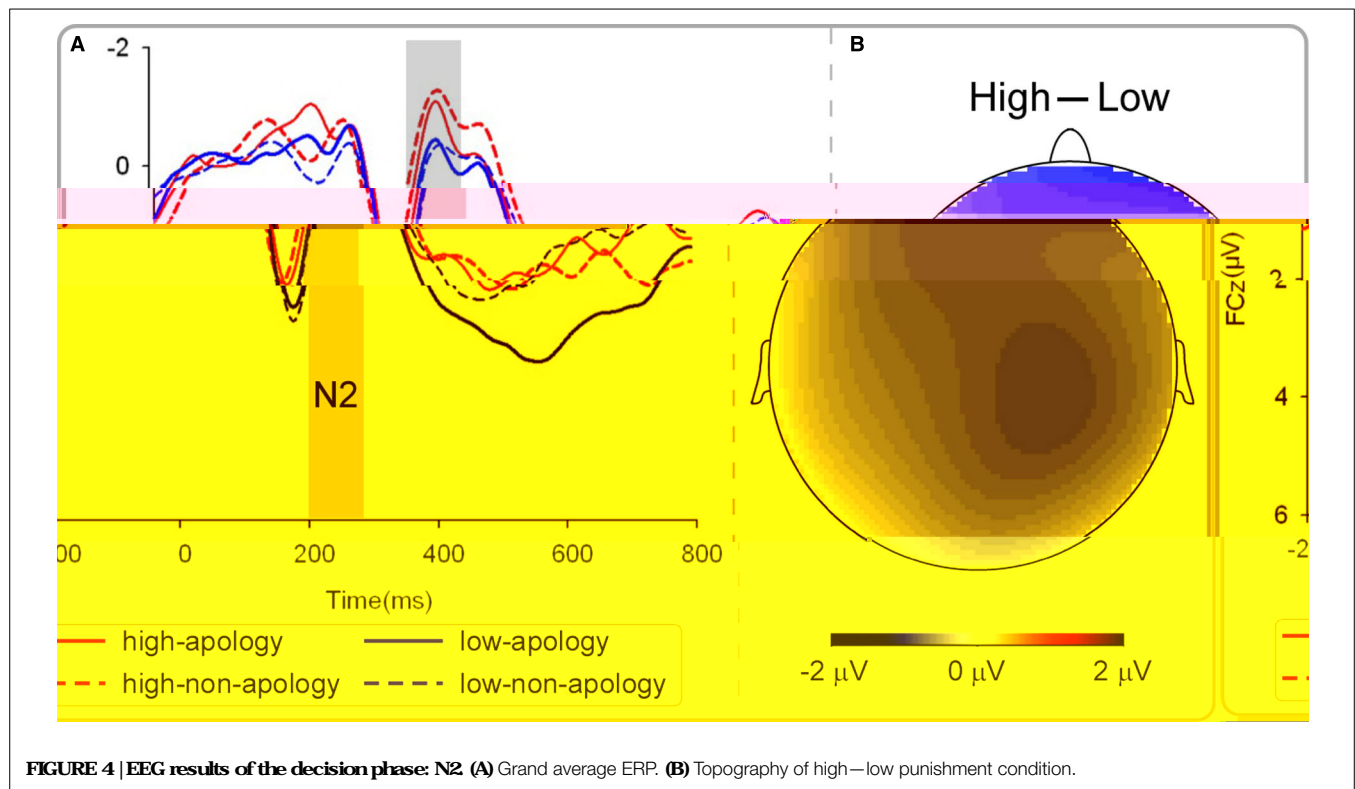 A
-2
B
High — Low
0
FCz(μV)
2
4
N2
6
00 0 200 400 600 800
-2
Time(ms)
high-apology low-apology
high-non-apology low-non-apology
-2 μV 0 μV 2 μV
FIGURE 4 | EEG results of the decision phase: N2. (A) Grand average ERP. (B) Topography of high—low punishment condition.